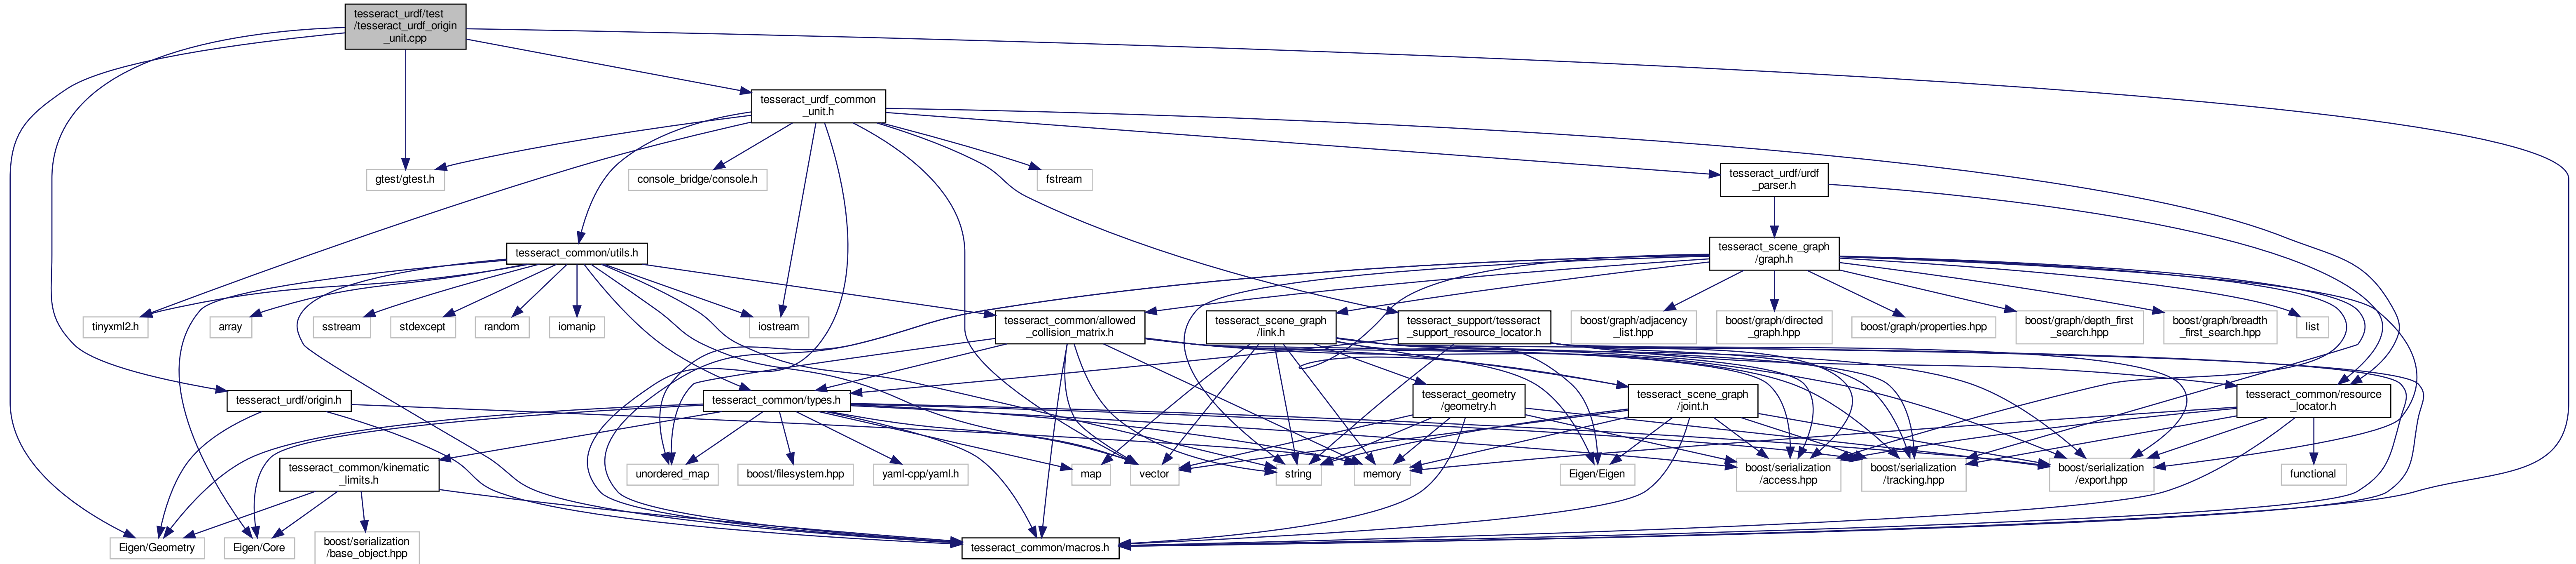 tesseract_urdf/test
/tesseract_urdf_origin
_unit.cpp
tesseract_urdf_common
_unit.h
gtest/gtest.h
console_bridge/console.h
fstream
tesseract_urdf/urdf
_parser.h
tesseract_common/utils.h
tesseract_scene_graph
/graph.h
tinyxml2.h
array
sstream
stdexcept
random
iomanip
iostream
tesseract_common/allowed
_collision_matrix.h
tesseract_scene_graph
/link.h
tesseract_support/tesseract
_support_resource_locator.h
boost/graph/adjacency
_list.hpp
boost/graph/directed
_graph.hpp
boost/graph/properties.hpp
boost/graph/depth_first
_search.hpp
boost/graph/breadth
_first_search.hpp
list
tesseract_urdf/origin.h
tesseract_common/types.h
tesseract_geometry
/geometry.h
tesseract_scene_graph
/joint.h
tesseract_common/resource
_locator.h
tesseract_common/kinematic
_limits.h
unordered_map
boost/filesystem.hpp
yaml-cpp/yaml.h
map
vector
string
memory
Eigen/Eigen
boost/serialization
/access.hpp
boost/serialization
/tracking.hpp
boost/serialization
/export.hpp
functional
Eigen/Geometry
Eigen/Core
boost/serialization
/base_object.hpp
tesseract_common/macros.h